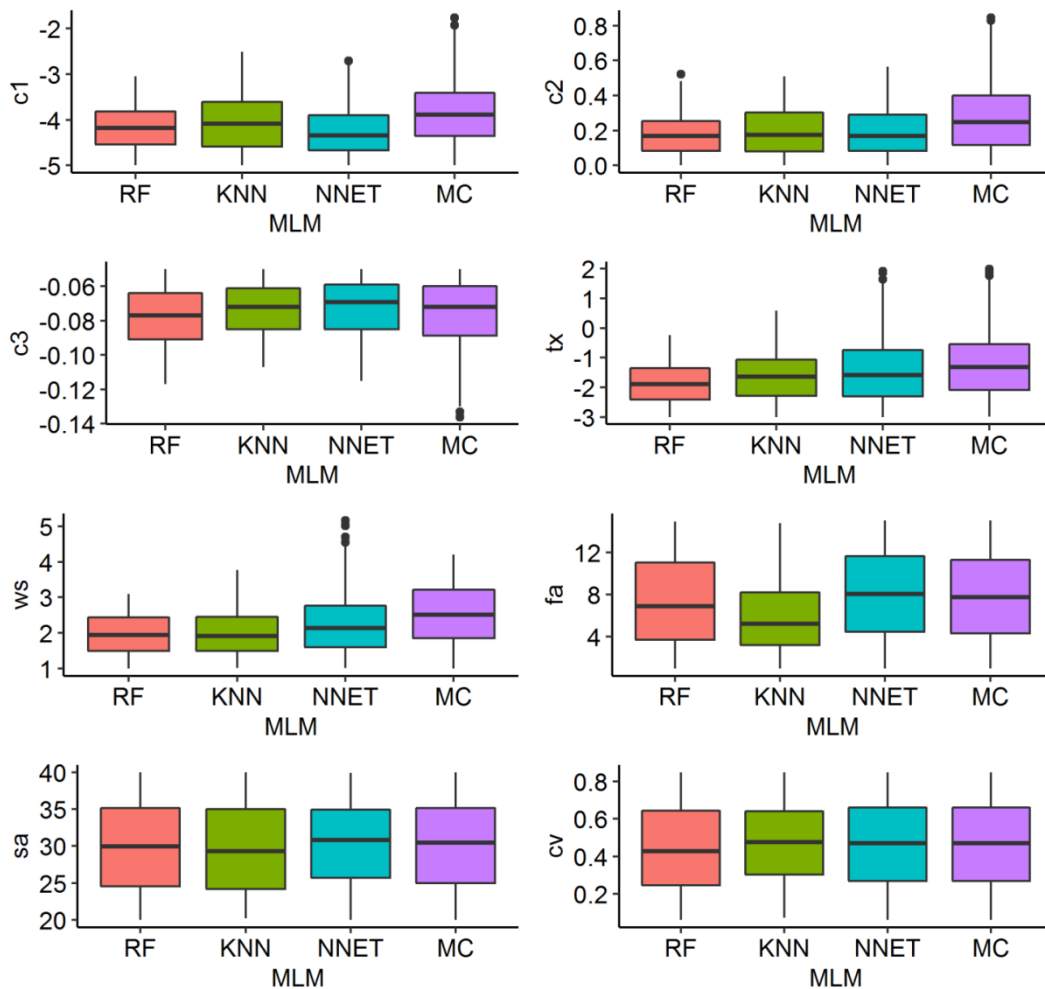 c1
-2
-3
-4
-5
RF KNN NNET MC
MLM
c2
0.8
0.6
0.4
0.2
0.0
RF KNN NNET MC
MLM
c3
-0.06
-0.08
-0.10
-0.12
-0.14
RF KNN NNET MC
MLM
tx
2
1
0
-1
-2
-3
RF KNN NNET MC
MLM
ws
5
4
3
2
1
RF KNN NNET MC
MLM
fa
12
8
4
RF KNN NNET MC
MLM
sa
40
35
30
25
20
RF KNN NNET MC
MLM
cv
0.8
0.6
0.4
0.2
RF KNN NNET MC
MLM